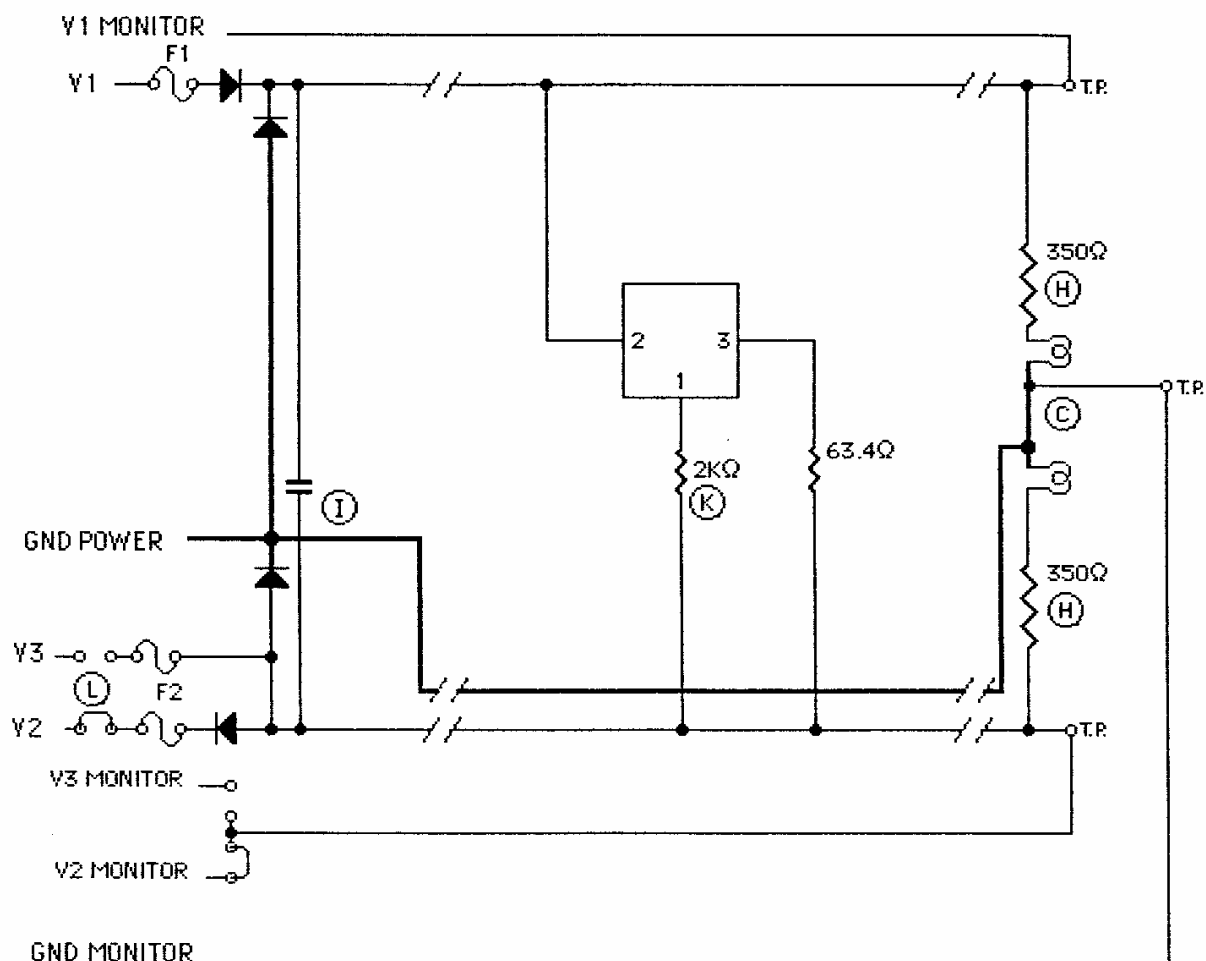 V1 MONITOR
F1
V1
T.P.
350Ω
H
2
3
1
T.P.
C
63.4Ω
2KΩ
K
I
GND POWER
350Ω
H
V3
L
F2
V2
T.P.
V3 MONITOR
V2 MONITOR
GND MONITOR